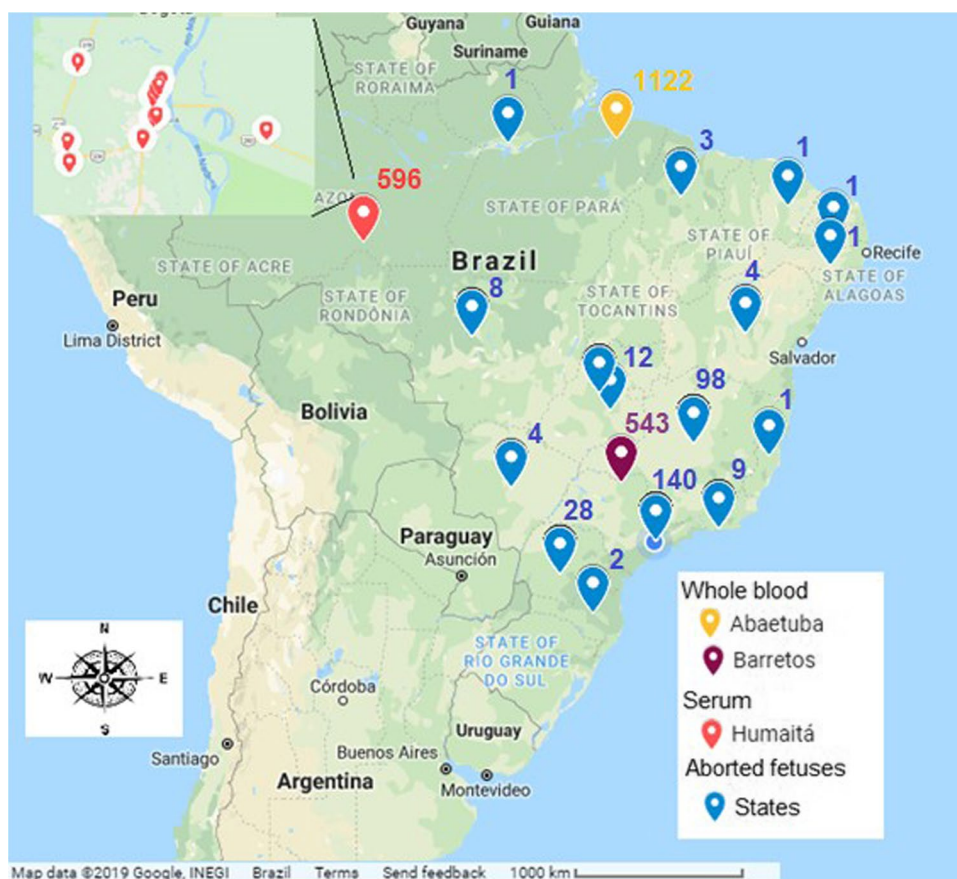 Guyana
Guiana
Suriname
STATE OF
RORAIMA
1
1122
3
1
596
AZON
STATE OF PARÁ
1
STATE OF
PIAUÍ
1
Recife
STATE OF ACRE
Brazil
STATE OF
ALAGOAS
Peru
STATE OF
RONDÔNIA
8
STATE OF
TOCANTINS
4
Lima District
Salvador
12
98
Bolivia
543
1
4
140
9
28
Paraguay
Asunción
2
Chile
STATE OF
RIO GRANDE
DO SUL
N
W
E
S
Córdoba
Uruguay
Santiago
Buenos Aires
Montevideo
Argentina
Whole blood
Abaetuba
Barretos
Serum
Humaitá
Aborted fetuses
States
Map data ©2019 Google, INEGI Brazil Terms Send feedback 1000 km